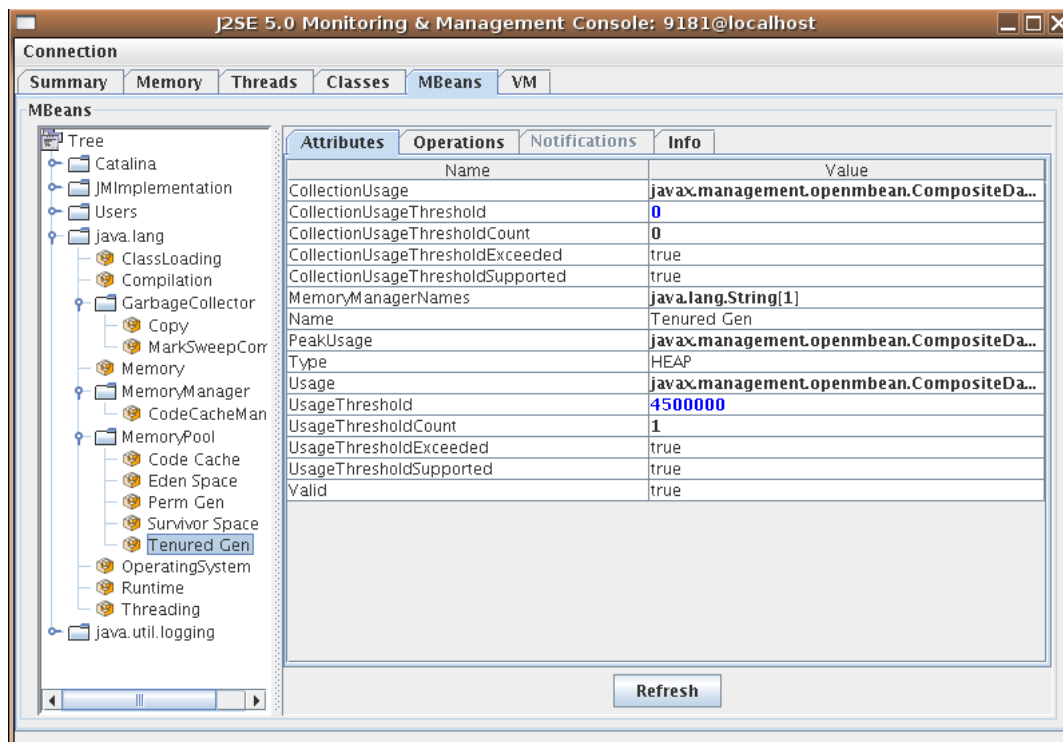 J2SE 5.0 Monitoring & Management Console: 9181@localhost
Connection
Summary Memory Threads Classes MBeans VM
MBeans
Tree
Catalina
JMImplementation
Users
java.lang
ClassLoading
Compilation
GarbageCollector
Copy
MarkSweepCom
Memory
MemoryManager
CodeCacheMan
MemoryPool
Code Cache
Eden Space
Perm Gen
Survivor Space
Tenured Gen
OperatingSystem
Runtime
Threading
java.util.logging
Attributes Operations Notifications Info
Name Value
CollectionUsage javax.management.openmbean.CompositeDa...
CollectionUsageThreshold 0
CollectionUsageThresholdCount 0
CollectionUsageThresholdExceeded true
CollectionUsageThresholdSupported true
MemoryManagerNames java.lang.String[1]
Name Tenured Gen
PeakUsage javax.management.openmbean.CompositeDa...
Type HEAP
Usage javax.management.openmbean.CompositeDa...
UsageThreshold 4500000
UsageThresholdCount 1
UsageThresholdExceeded true
UsageThresholdSupported true
Valid true
Refresh